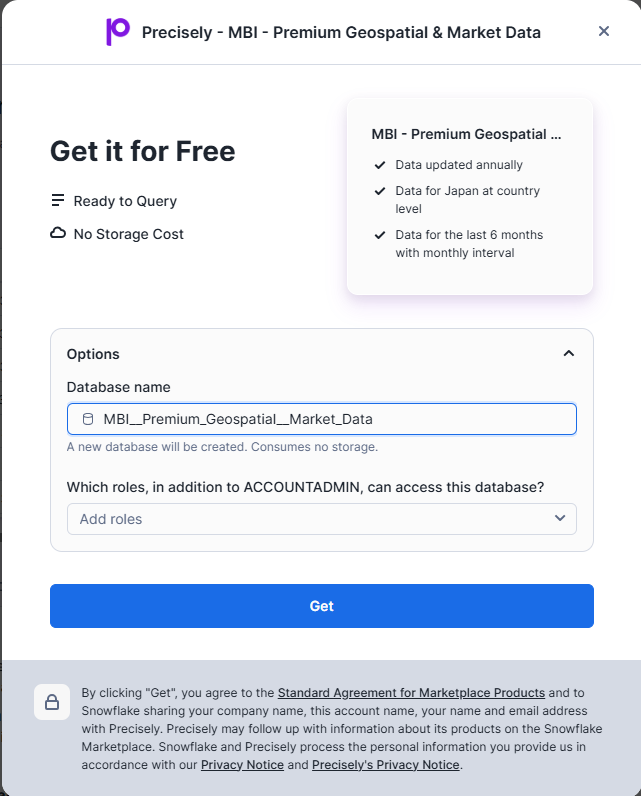 Precisely - MBI - Premium Geospatial & Market Data
Get it for Free
Ready to Query
No Storage Cost
MBI - Premium Geospatial ...
Data updated annually
Data for Japan at country
level
Data for the last 6 months
with monthly interval
Options
Database name
MBI__Premium_Geospatial__Market_Data
A new database will be created. Consumes no storage.
Which roles, in addition to ACCOUNTADMIN, can access this database?
Add roles
Get
By clicking "Get", you agree to the Standard Agreement for Marketplace Products and to
Snowflake sharing your company name, this account name, your name and email address
with Precisely. Precisely may follow up with information about its products on the Snowflake
Marketplace. Snowflake and Precisely process the personal information you provide us in
accordance with our Privacy Notice and Precisely's Privacy Notice.